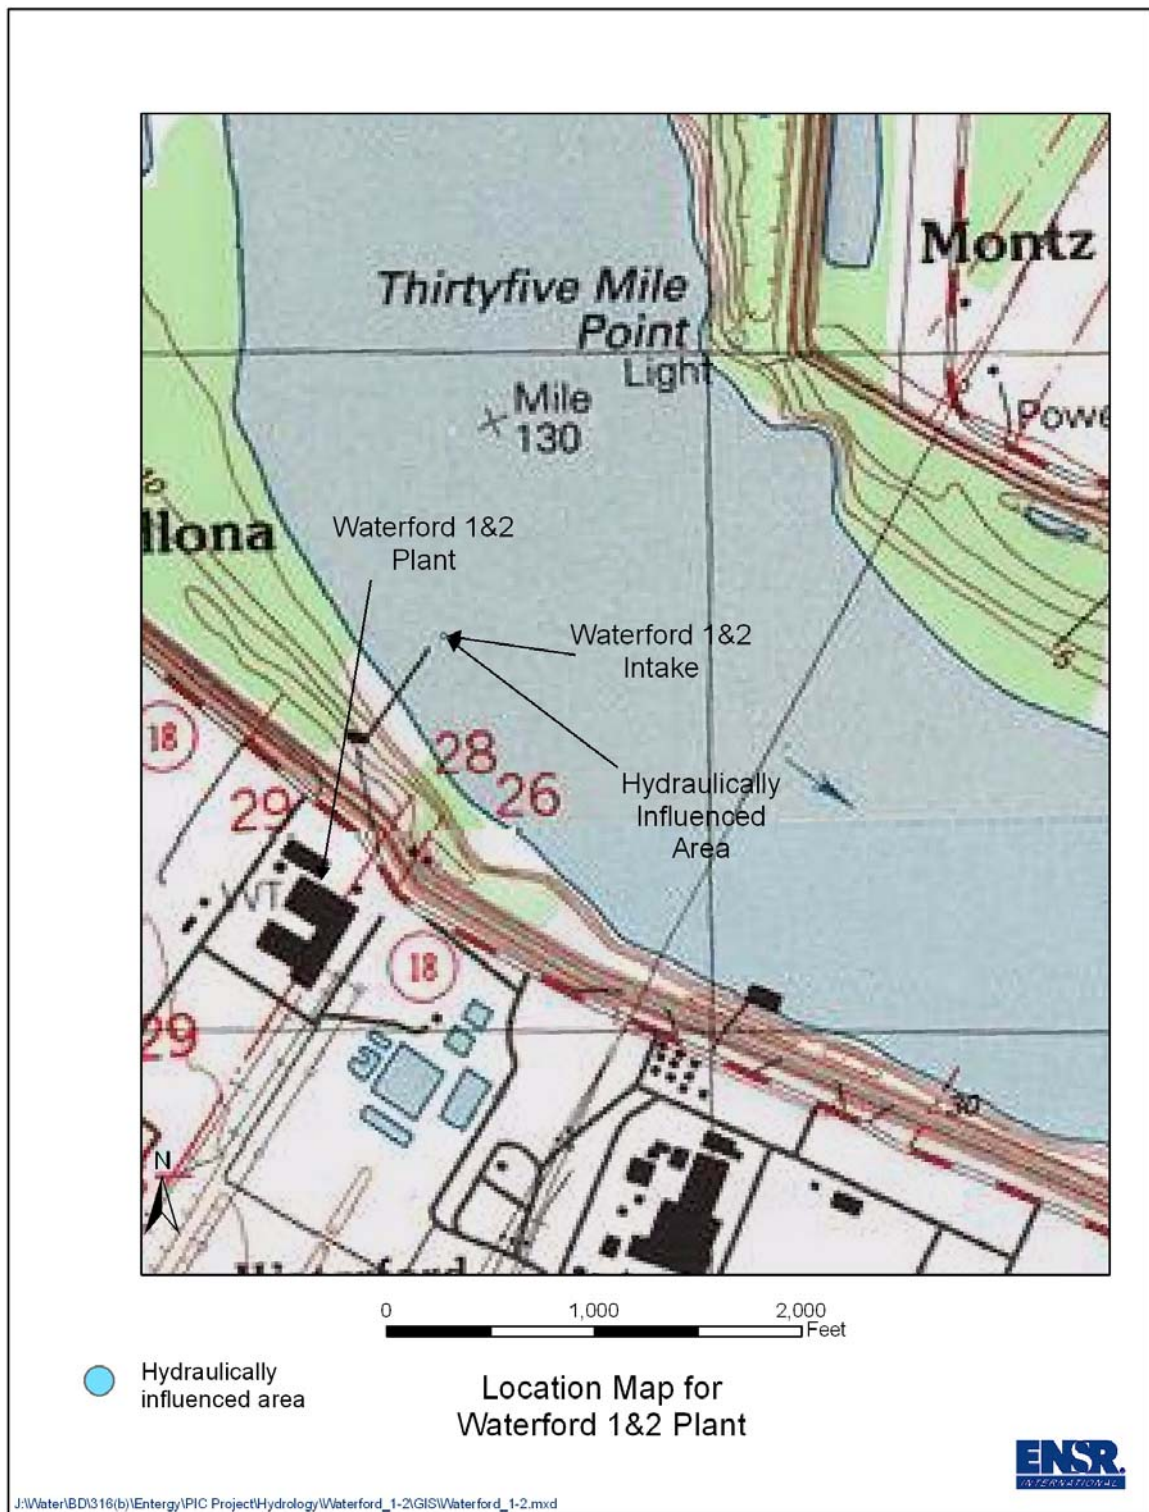 Montz
Thirtyfive Mile
Point
Light
Mile
130
Powe
llona
Waterford 1&2
Plant
Waterford 1&2
Intake
18
28
26
29
Hydraulically
Influenced
Area
WT
18
29
N
0 1,000 2,000
Feet
Hydraulically
influenced area
Location Map for
Waterford 1&2 Plant
ENSR.
INTERNATIONAL
J:\Water\BD\316(b)\Entergy\PIC Project\Hydrology\Waterford_1-2\GIS\Waterford_1-2.mxd